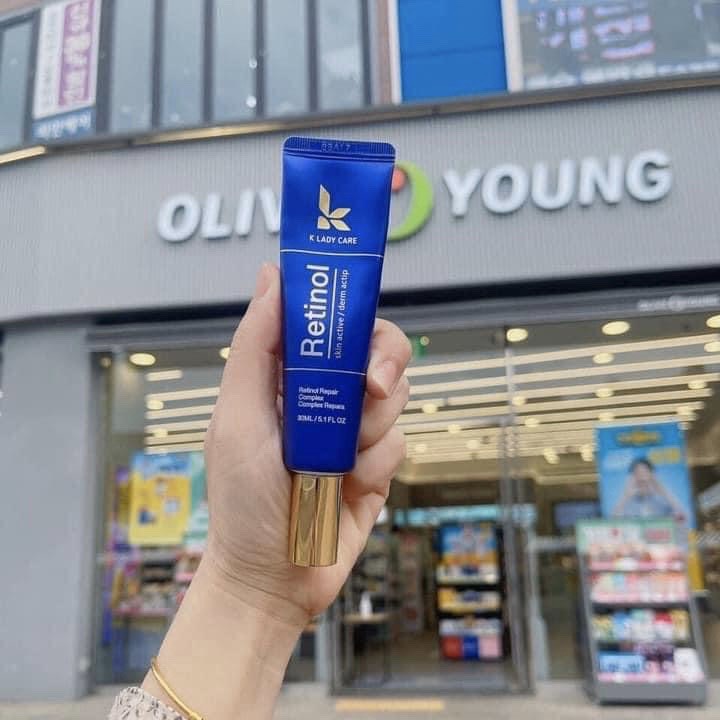 OLIV YOUNG
K LADY CARE
Retinol
skin active / derm actip
Retinol Repair
Complex
Complex Repara
30ML / 5.1 FL OZ